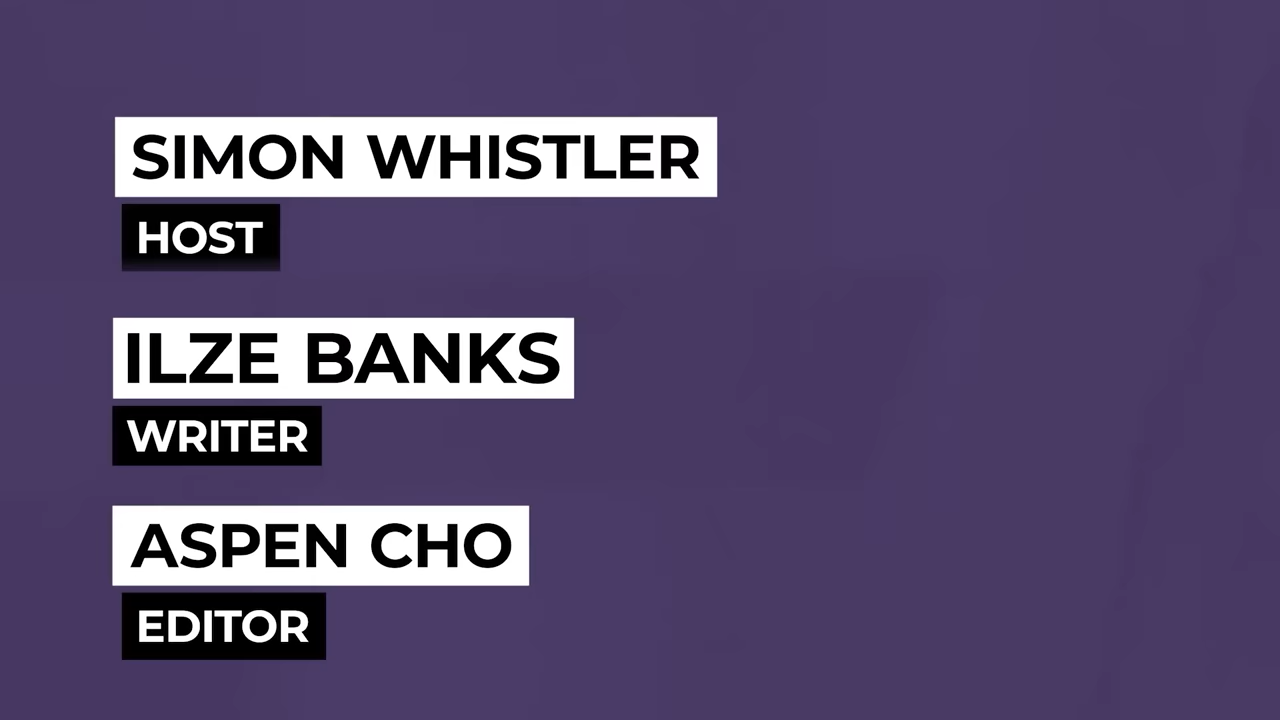 SIMON WHISTLER
HOST
ILZE BANKS
WRITER
ASPEN CHO
EDITOR